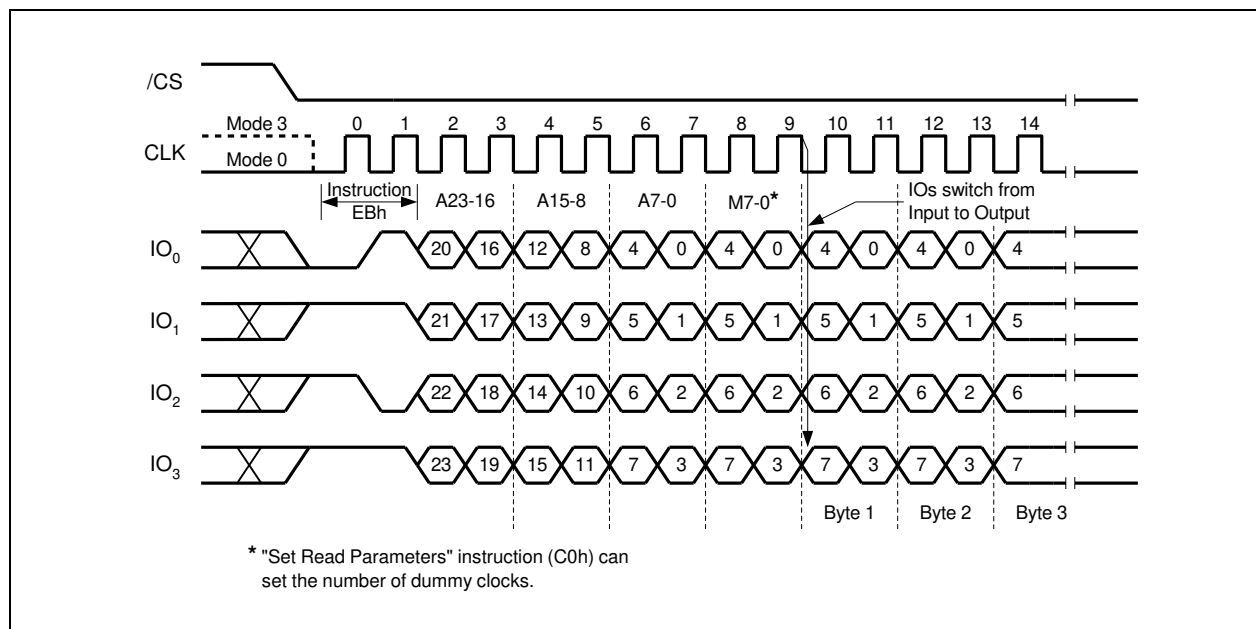 /CS
Mode 3 0 1 2 3 4 5 6 7 8 9 10 11 12 13 14
CLK Mode 0
Instruction EBh A23-16 A15-8 A7-0 M7-0* IOs switch from Input to Output
IO0 20 16 12 8 4 0 4 0 4 0 4 0 4
IO1 21 17 13 9 5 1 5 1 5 1 5 1 5
IO2 22 18 14 10 6 2 6 2 6 2 6 2 6
IO3 23 19 15 11 7 3 7 3 7 3 7 3 7
Byte 1 Byte 2 Byte 3
* "Set Read Parameters" instruction (C0h) can
set the number of dummy clocks.